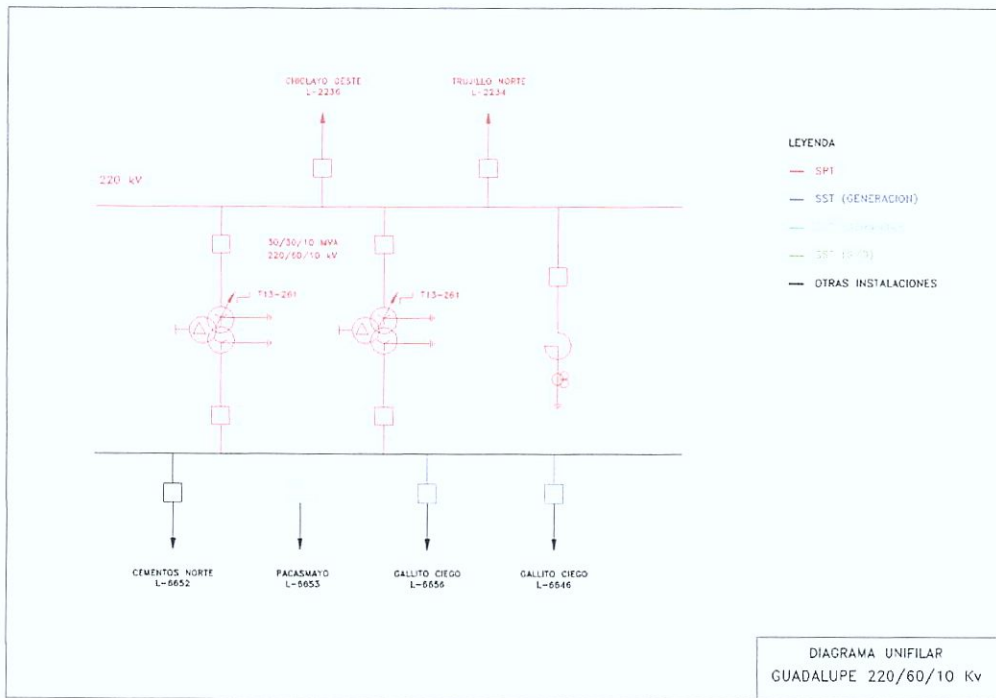 CHICLAYO OESTE
L-2236
TRUJILLO NORTE
L-2234
220 kV
30/30/10 MVA
220/60/10 kV
T13-261
T13-261
LEYENDA
SPT
SST (GENERACION)
OTRAS INSTALACIONES
CEMENTOS NORTE
L-6652
PACASMAYO
L-6653
GALLITO CIEGO
L-6656
GALLITO CIEGO
L-6646
DIAGRAMA UNIFILAR
GUADALUPE 220/60/10 Kv